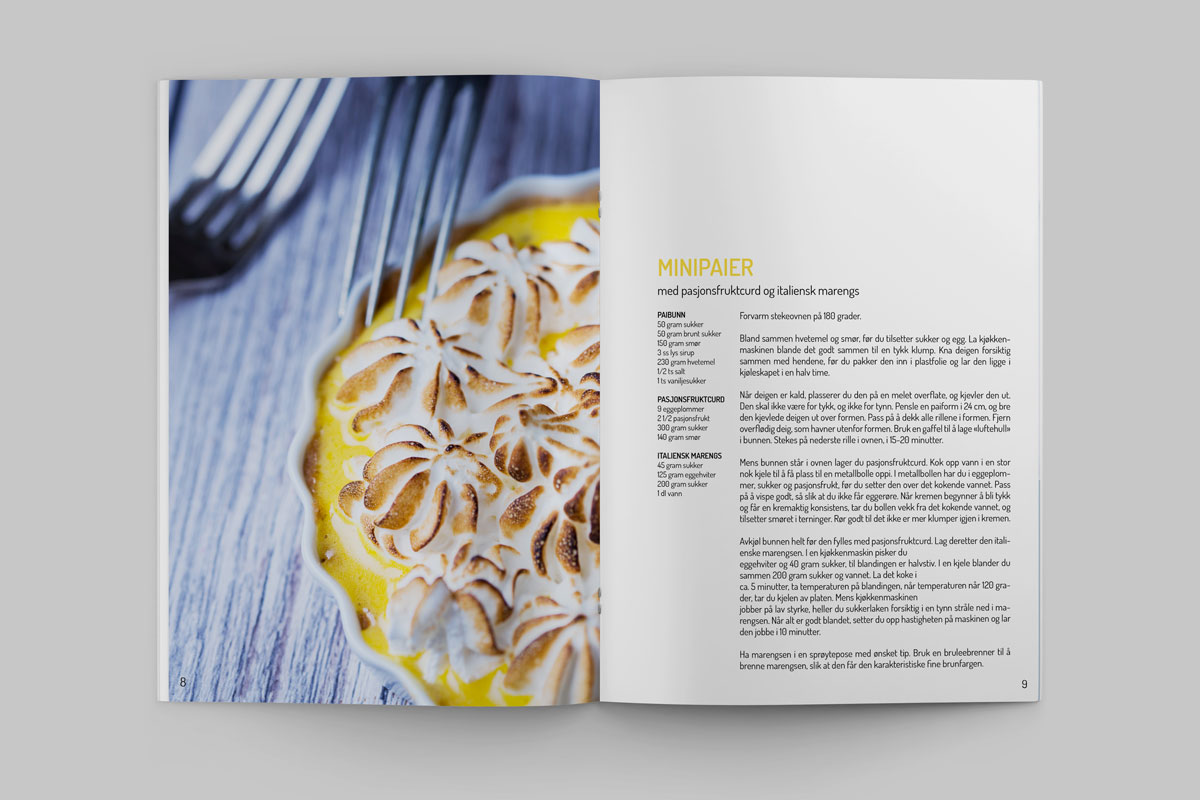 8
MINIPAIER
med pasjonsfruktcurd og italiensk marengs
PAIBUNN
50 gram sukker
50 gram brunt sukker
150 gram smør
3 ss lys sirup
230 gram hvetemel
1/2 ts salt
1 ts vaniljesukker
PASJONSFRUKTCURD
9 eggeplommer
2 1/2 pasjonsfrukt
300 gram sukker
140 gram smør
ITALIENSK MARENGS
45 gram sukker
125 gram eggehviter
200 gram sukker
1 dl vann
Forvarm stekeovnen på 180 grader.
Bland sammen hvetemel og smør, før du tilsetter sukker og egg. La kjøkken-
maskinen blande det godt sammen til en tykk klump. Kna deigen forsiktig
sammen med hendene, før du pakker den inn i plastfolie og lar den ligge i
kjøleskapet i en halv time.
Når deigen er kald, plasserer du den på en melet overflate, og kjevler den ut.
Den skal ikke være for tykk, og ikke for tynn. Pensle en paiform i 24 cm, og bre
den kjevlede deigen ut over formen. Pass på å dekk alle rillene i formen. Fjern
overflødig deig, som havner utenfor formen. Bruk en gaffel til å lage «luftehull»
i bunnen. Stekes på nederste rille i ovnen, i 15-20 minutter.
Mens bunnen står i ovnen lager du pasjonsfruktcurd. Kok opp vann i en stor
nok kjele til å få plass til en metallbolle oppi. I metallbollen har du i eggeplom-
mer, sukker og pasjonsfrukt, før du setter den over det kokende vannet. Pass
på å vispe godt, så slik at du ikke får eggerøre. Når kremen begynner å bli tykk
og får en kremaktig konsistens, tar du bollen vekk fra det kokende vannet, og
tilsetter smøret i terninger. Rør godt til det ikke er mer klumper igjen i kremen.
Avkjøl bunnen helt før den fylles med pasjonsfruktcurd. Lag deretter den itali-
enske marengsen. I en kjøkkenmaskin pisker du
eggehviter og 40 gram sukker, til blandingen er halvstiv. I en kjele blander du
sammen 200 gram sukker og vannet. La det koke i
ca. 5 minutter, ta temperaturen på blandingen, når temperaturen når 120 gra-
der, tar du kjelen av platen. Mens kjøkkenmaskinen
jobber på lav styrke, heller du sukkerlaken forsiktig i en tynn stråle ned i ma-
rengsen. Når alt er godt blandet, setter du opp hastigheten på maskinen og lar
den jobbe i 10 minutter.
Ha marengsen i en sprøytepose med ønsket tip. Bruk en bruleebrenner til å
brenne marengsen, slik at den får den karakteristiske fine brunfargen.
9